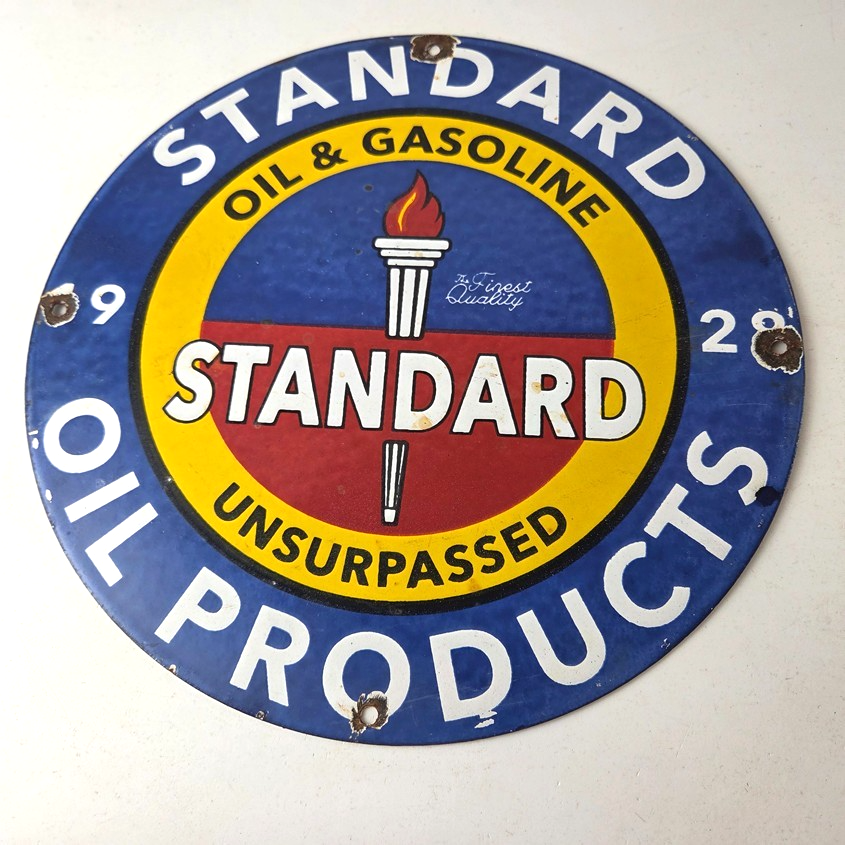 STANDARD
OIL & GASOLINE
The Finest
Quality
9 28
STANDARD
UNSURPASSED
OIL PRODUCTS